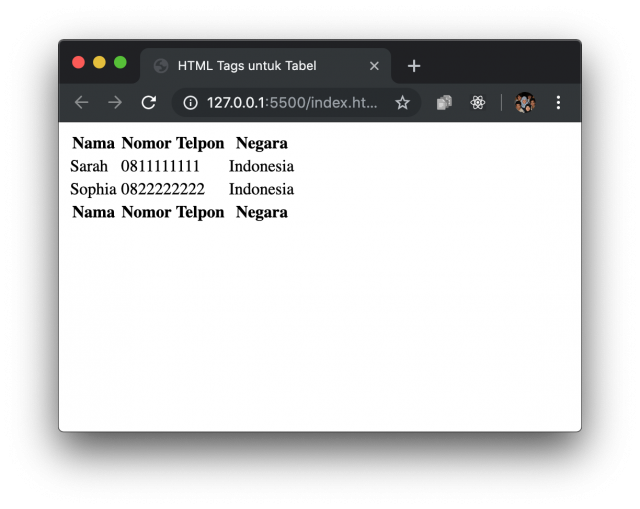 HTML Tags untuk Tabel
127.0.0.1:5500/index.ht...
Nama Nomor Telpon Negara
Sarah 0811111111 Indonesia
Sophia 0822222222 Indonesia
Nama Nomor Telpon Negara